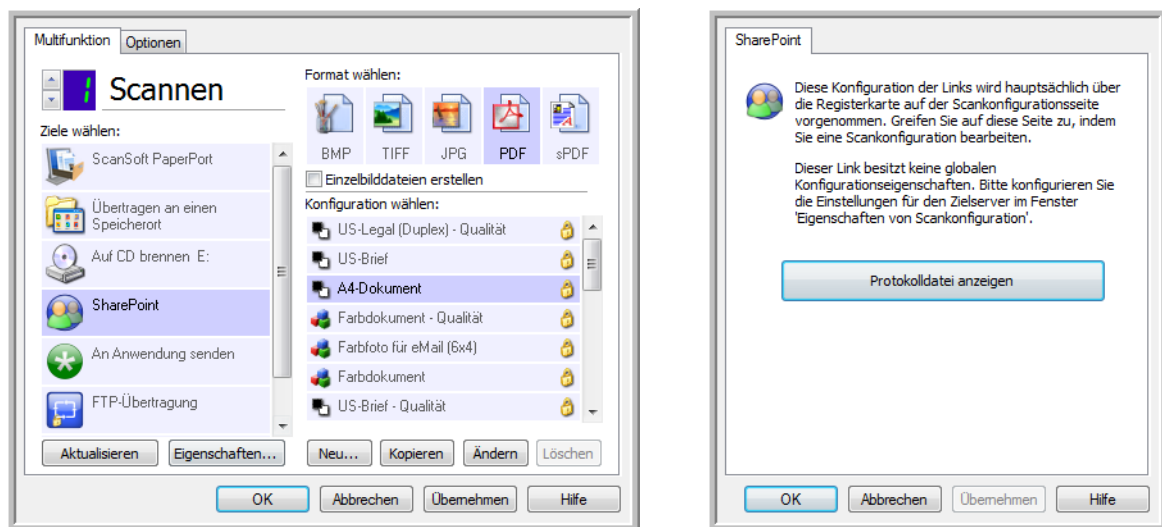 Multifunktion
Optionen
1 Scannen
Ziele wählen:
ScanSoft PaperPort
Übertragen an einen
Speicherort
Auf CD brennen E:
SharePoint
An Anwendung senden
FTP-Übertragung
Aktualisieren
Eigenschaften...
Format wählen:
BMP
TIFF
JPG
PDF
sPDF
Einzelbilddateien erstellen
Konfiguration wählen:
US-Legal (Duplex) - Qualität
US-Brief
A4-Dokument
Farbdokument - Qualität
Farbfoto für eMail (6x4)
Farbdokument
US-Brief - Qualität
Neu...
Kopieren
Ändern
Löschen
OK
Abbrechen
Übernehmen
Hilfe
SharePoint
Diese Konfiguration der Links wird hauptsächlich über
die Registerkarte auf der Scankonfigurationsseite
vorgenommen. Greifen Sie auf diese Seite zu, indem
Sie eine Scankonfiguration bearbeiten.
Dieser Link besitzt keine globalen
Konfigurationseigenschaften. Bitte konfigurieren Sie
die Einstellungen für den Zielserver im Fenster
'Eigenschaften von Scankonfiguration'.
Protokolldatei anzeigen
OK
Abbrechen
Übernehmen
Hilfe